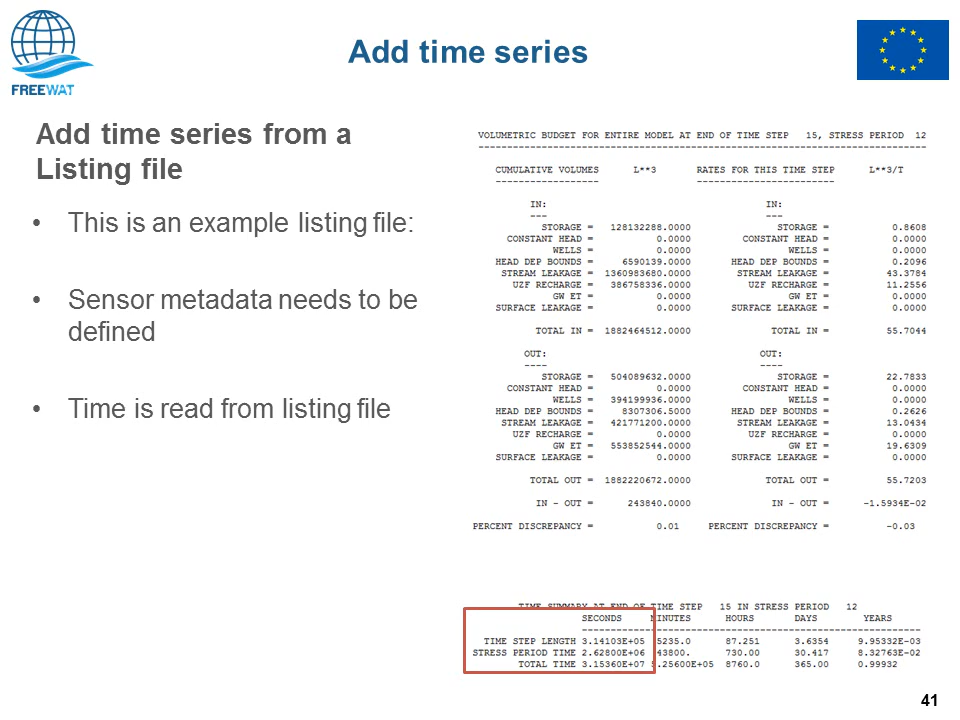 Add time series
FREEWAT
Add time series from a
Listing file
• This is an example listing file:
• Sensor metadata needs to be
defined
• Time is read from listing file
VOLUMETRIC BUDGET FOR ENTIRE MODEL AT END OF TIME STEP 15, STRESS PERIOD 12
CUMULATIVE VOLUMES L**3 RATES FOR THIS TIME STEP L**3/T
IN: IN:
STORAGE = 128132288.0000 STORAGE = 0.8608
CONSTANT HEAD = 0.0000 CONSTANT HEAD = 0.0000
WELLS = 0.0000 WELLS = 0.0000
HEAD DEP BOUNDS = 6590139.0000 HEAD DEP BOUNDS = 0.2096
STREAM LEAKAGE = 1360983680.0000 STREAM LEAKAGE = 43.3784
UZF RECHARGE = 386758336.0000 UZF RECHARGE = 11.2556
GW ET = 0.0000 GW ET = 0.0000
SURFACE LEAKAGE = 0.0000 SURFACE LEAKAGE = 0.0000
TOTAL IN = 1882464512.0000 TOTAL IN = 55.7044
OUT: OUT:
STORAGE = 504089632.0000 STORAGE = 22.7833
CONSTANT HEAD = 0.0000 CONSTANT HEAD = 0.0000
WELLS = 394199936.0000 WELLS = 0.0000
HEAD DEP BOUNDS = 8307306.5000 HEAD DEP BOUNDS = 0.2626
STREAM LEAKAGE = 421771200.0000 STREAM LEAKAGE = 13.0434
UZF RECHARGE = 0.0000 UZF RECHARGE = 0.0000
GW ET = 553852544.0000 GW ET = 19.6309
SURFACE LEAKAGE = 0.0000 SURFACE LEAKAGE = 0.0000
TOTAL OUT = 1882220672.0000 TOTAL OUT = 55.7203
IN - OUT = 243840.0000 IN - OUT = -1.5934E-02
PERCENT DISCREPANCY = 0.01 PERCENT DISCREPANCY = -0.03
TIME SUMMARY AT END OF TIME STEP 15 IN STRESS PERIOD 12
SECONDS MINUTES HOURS DAYS YEARS
TIME STEP LENGTH 3.14103E+05 5235.0 87.251 3.6354 9.95332E-03
STRESS PERIOD TIME 2.62800E+06 43800. 730.00 30.417 8.32763E-02
TOTAL TIME 3.15360E+07 5.25600E+05 8760.0 365.00 0.99932
41